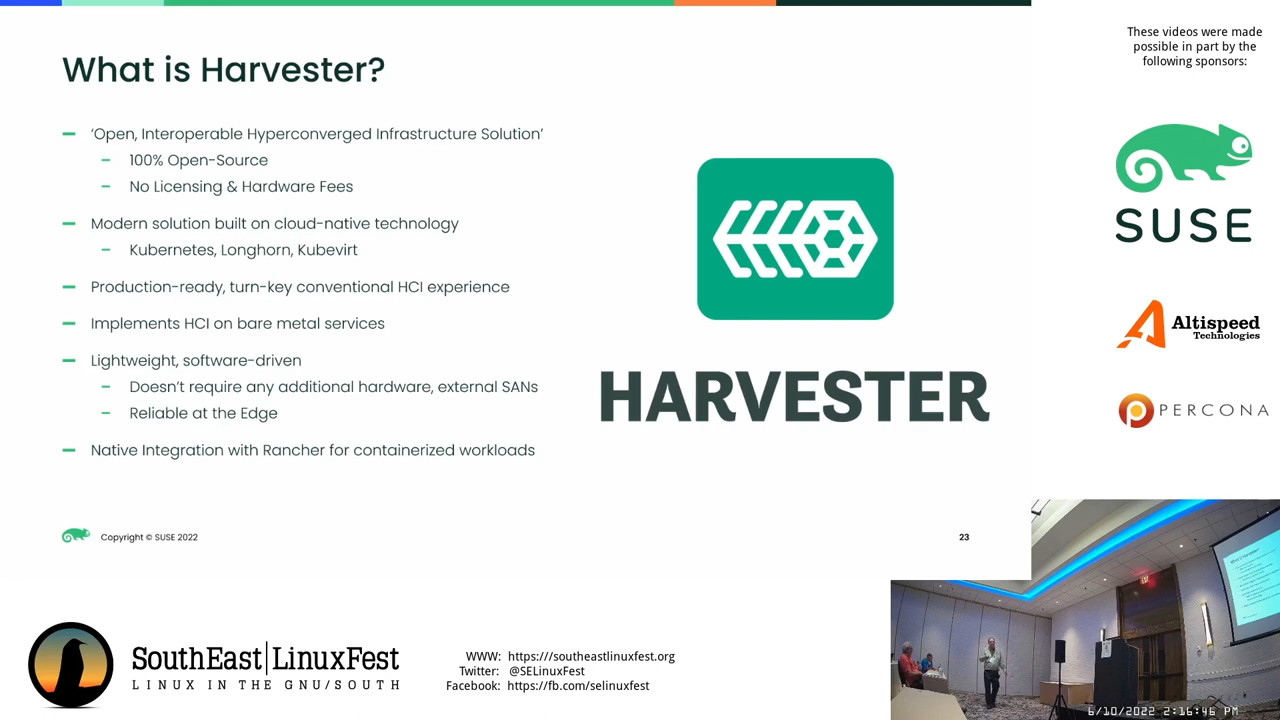 What is Harvester?
‘Open, Interoperable Hyperconverged Infrastructure Solution’
100% Open-Source
No Licensing & Hardware Fees
Modern solution built on cloud-native technology
Kubernetes, Longhorn, Kubevirt
Production-ready, turn-key conventional HCI experience
Implements HCI on bare metal services
Lightweight, software-driven
Doesn’t require any additional hardware, external SANs
Reliable at the Edge
Native Integration with Rancher for containerized workloads
HARVESTER
Copyright © SUSE 2022
23
These videos were made
possible in part by the
following sponsors:
SUSE
Altispeed
Technologies
PERCONA
SouthEast|LinuxFest
LINUX IN THE GNU/SOUTH
WWW: https:///southeastlinuxfest.org
Twitter: @SELinuxFest
Facebook: https://fb.com/selinuxfest
6/10/2022 2:16:46 PM